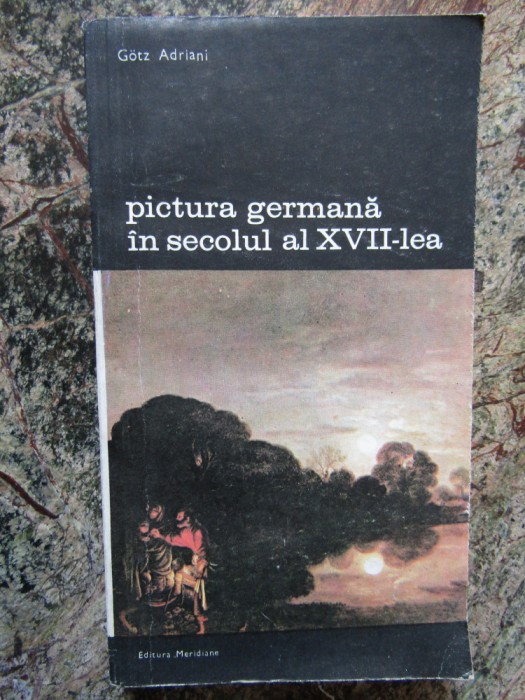 Götz Adriani
pictura germană
în secolul al XVII-lea
Editura „Meridiane